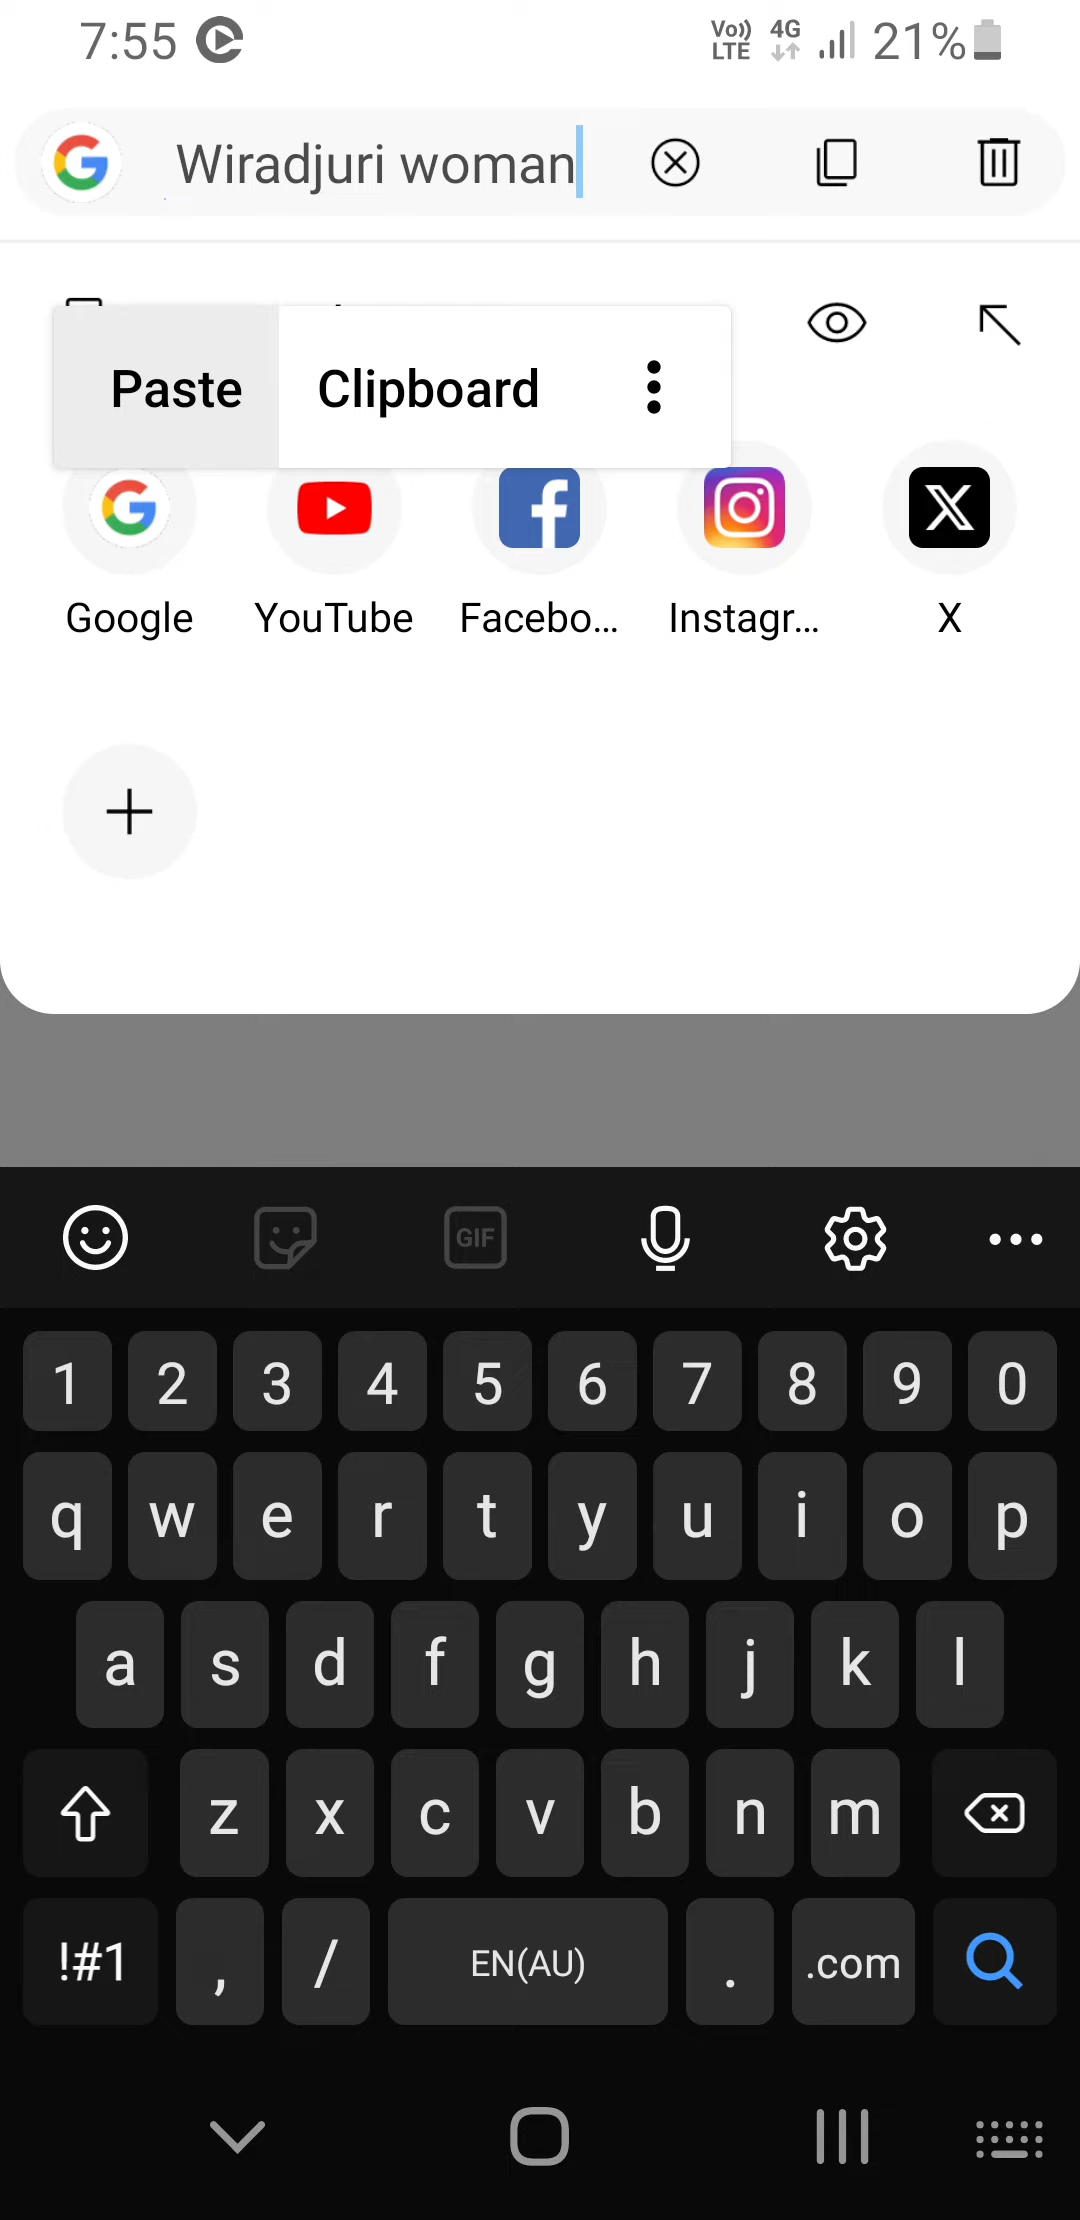 7:55 Vo)) LTE 4G 21%
Wiradjuri woman
Paste Clipboard
Google YouTube Facebo... Instagr... X
GIF
1 2 3 4 5 6 7 8 9 0
q w e r t y u i o p
a s d f g h j k l
z x c v b n m
!#1 , / EN(AU) . .com